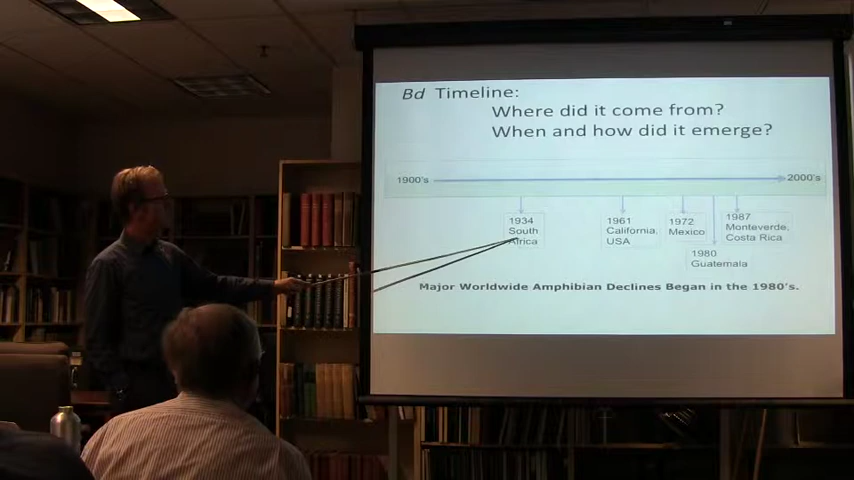 Bd Timeline:
Where did it come from?
When and how did it emerge?
1900's
2000's
1934
South
Africa
1961
California,
USA
1972
Mexico
1980
Guatemala
1987
Monteverde,
Costa Rica
Major Worldwide Amphibian Declines Began in the 1980's.